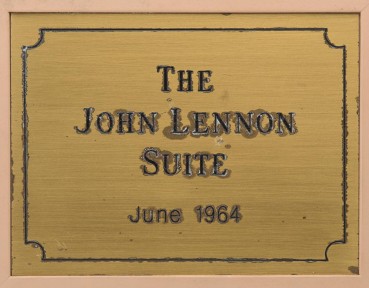 THE
JOHN LENNON
SUITE
June 1964